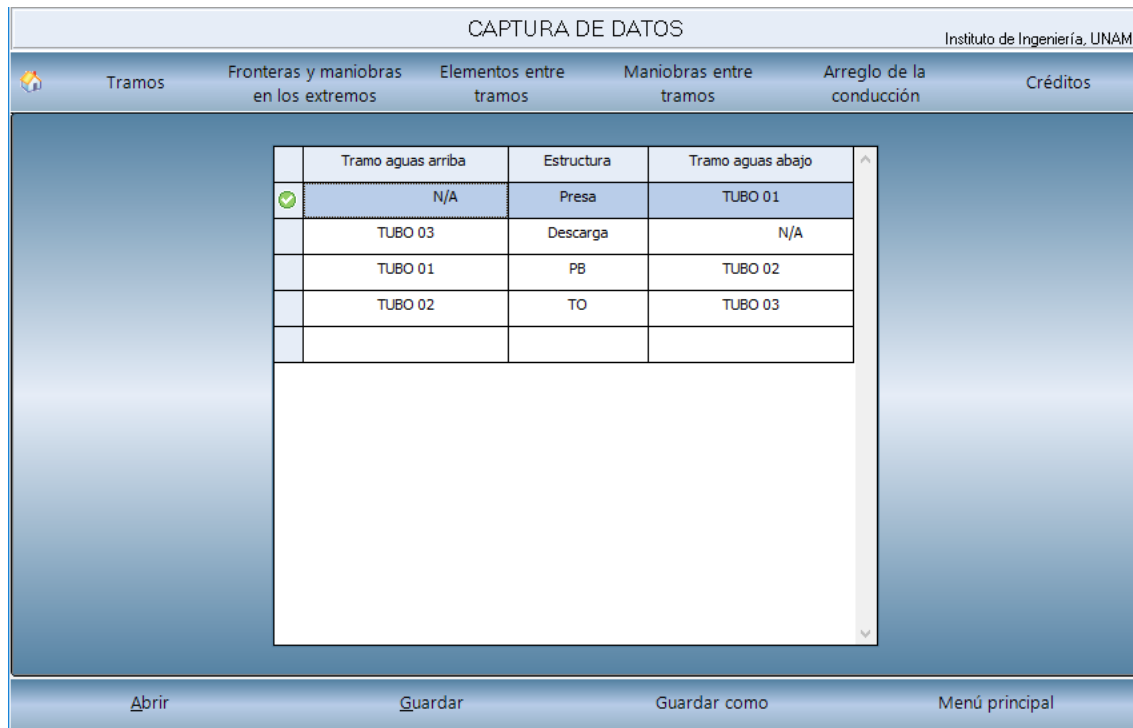 CAPTURA DE DATOS
Instituto de Ingeniería, UNAM
Tramos
Fronteras y maniobras
en los extremos
Elementos entre
tramos
Maniobras entre
tramos
Arreglo de la
conducción
Créditos
Tramo aguas arriba Estructura Tramo aguas abajo
N/A Presa TUBO 01
TUBO 03 Descarga N/A
TUBO 01 PB TUBO 02
TUBO 02 TO TUBO 03
Abrir Guardar Guardar como Menú principal